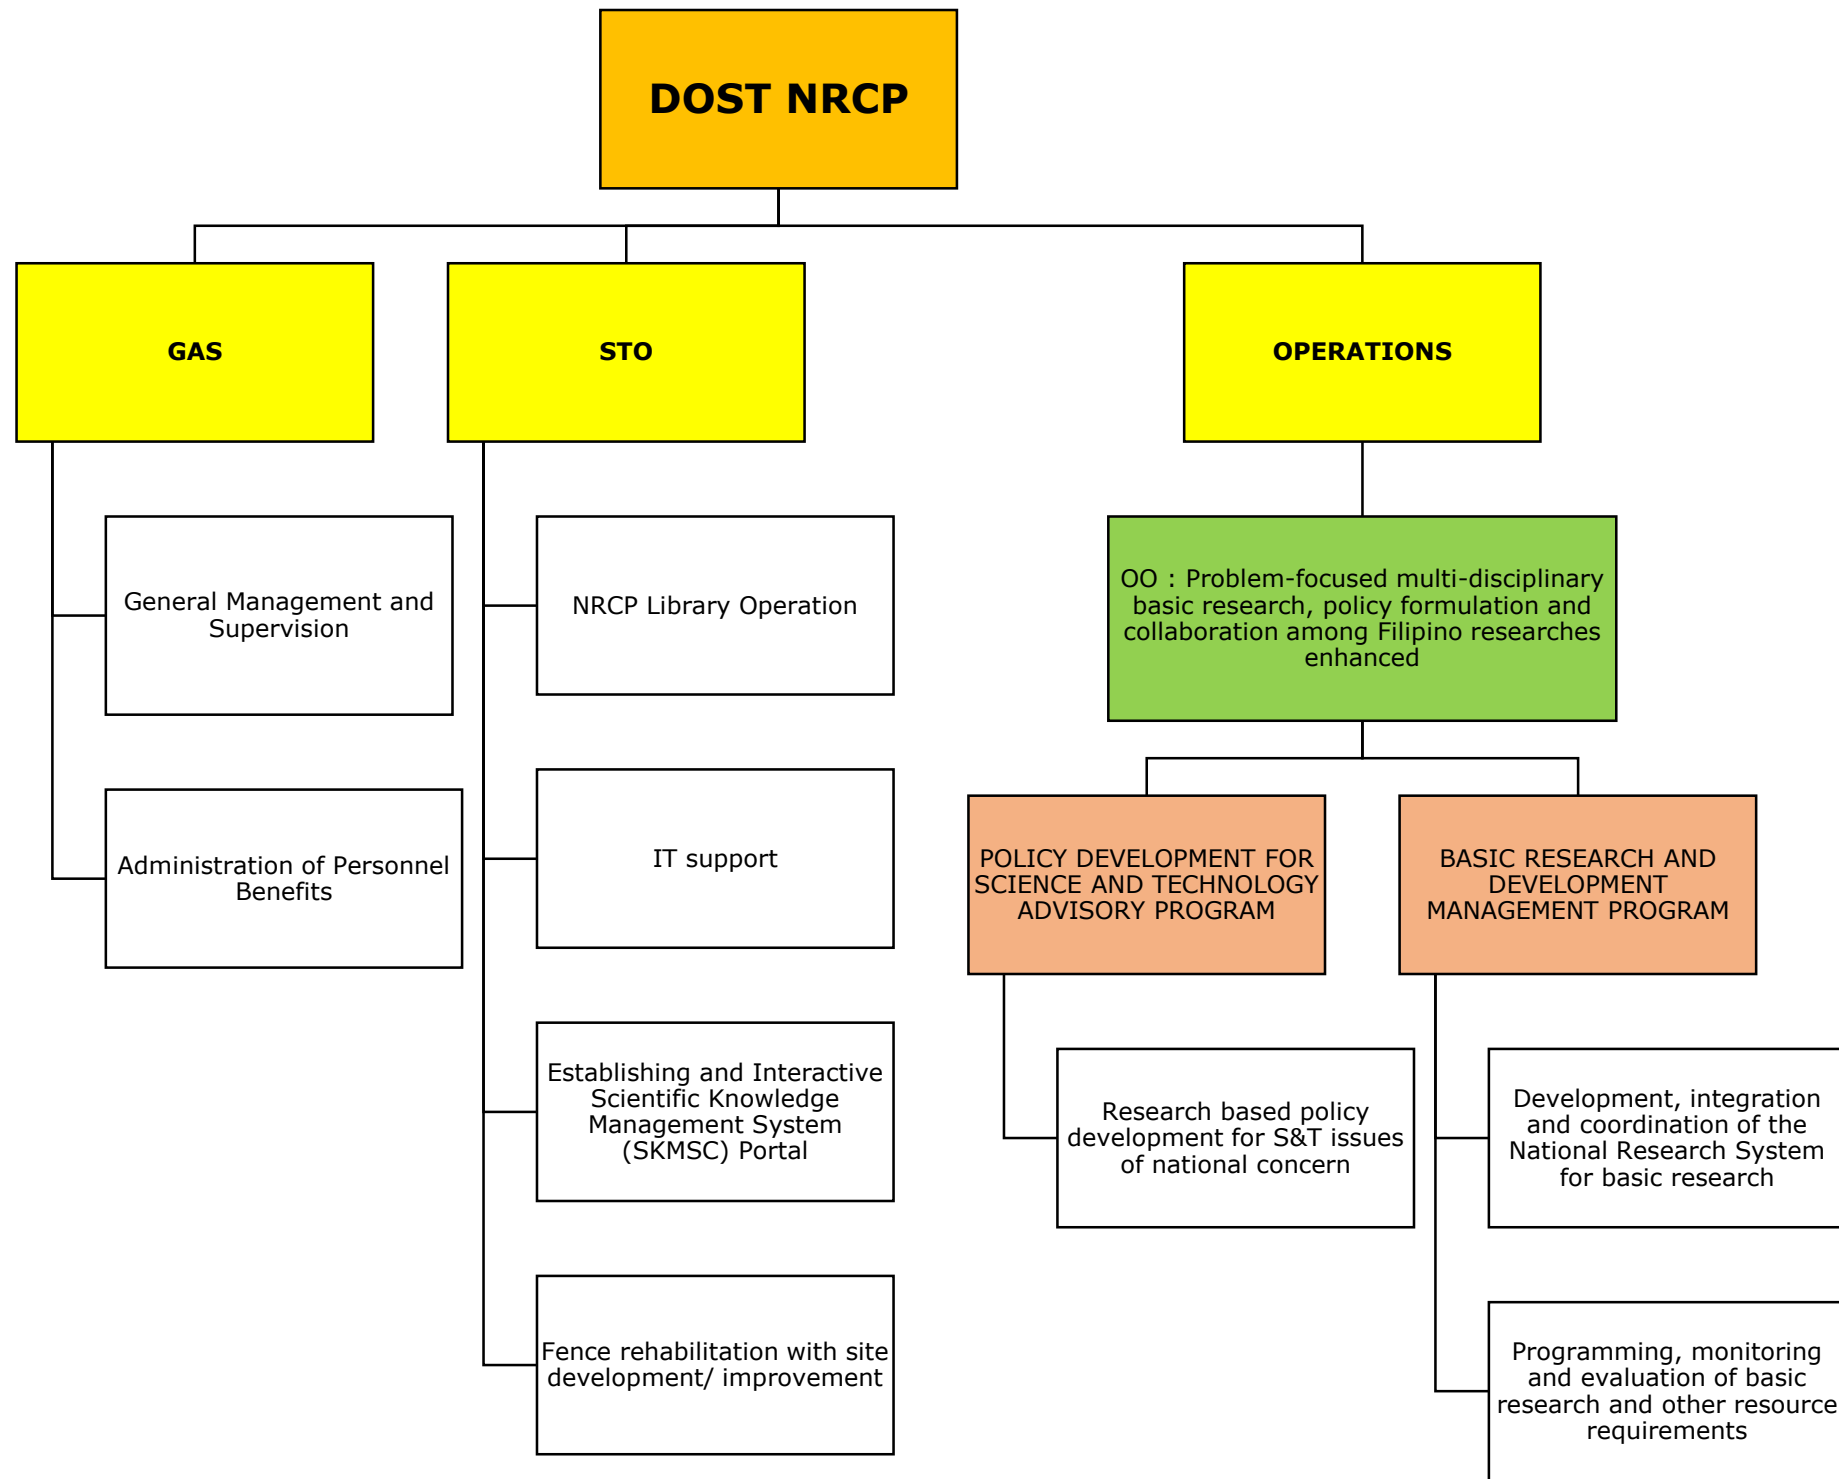 DOST NRCP
GAS
STO
OPERATIONS
General Management and
Supervision
Administration of Personnel
Benefits
NRCP Library Operation
IT support
Establishing and Interactive
Scientific Knowledge
Management System
(SKMSC) Portal
Fence rehabilitation with site
development/ improvement
OO : Problem-focused multi-disciplinary
basic research, policy formulation and
collaboration among Filipino researches
enhanced
POLICY DEVELOPMENT FOR
SCIENCE AND TECHNOLOGY
ADVISORY PROGRAM
Research based policy
development for S&T issues
of national concern
BASIC RESEARCH AND
DEVELOPMENT
MANAGEMENT PROGRAM
Development, integration
and coordination of the
National Research System
for basic research
Programming, monitoring
and evaluation of basic
research and other resource
requirements